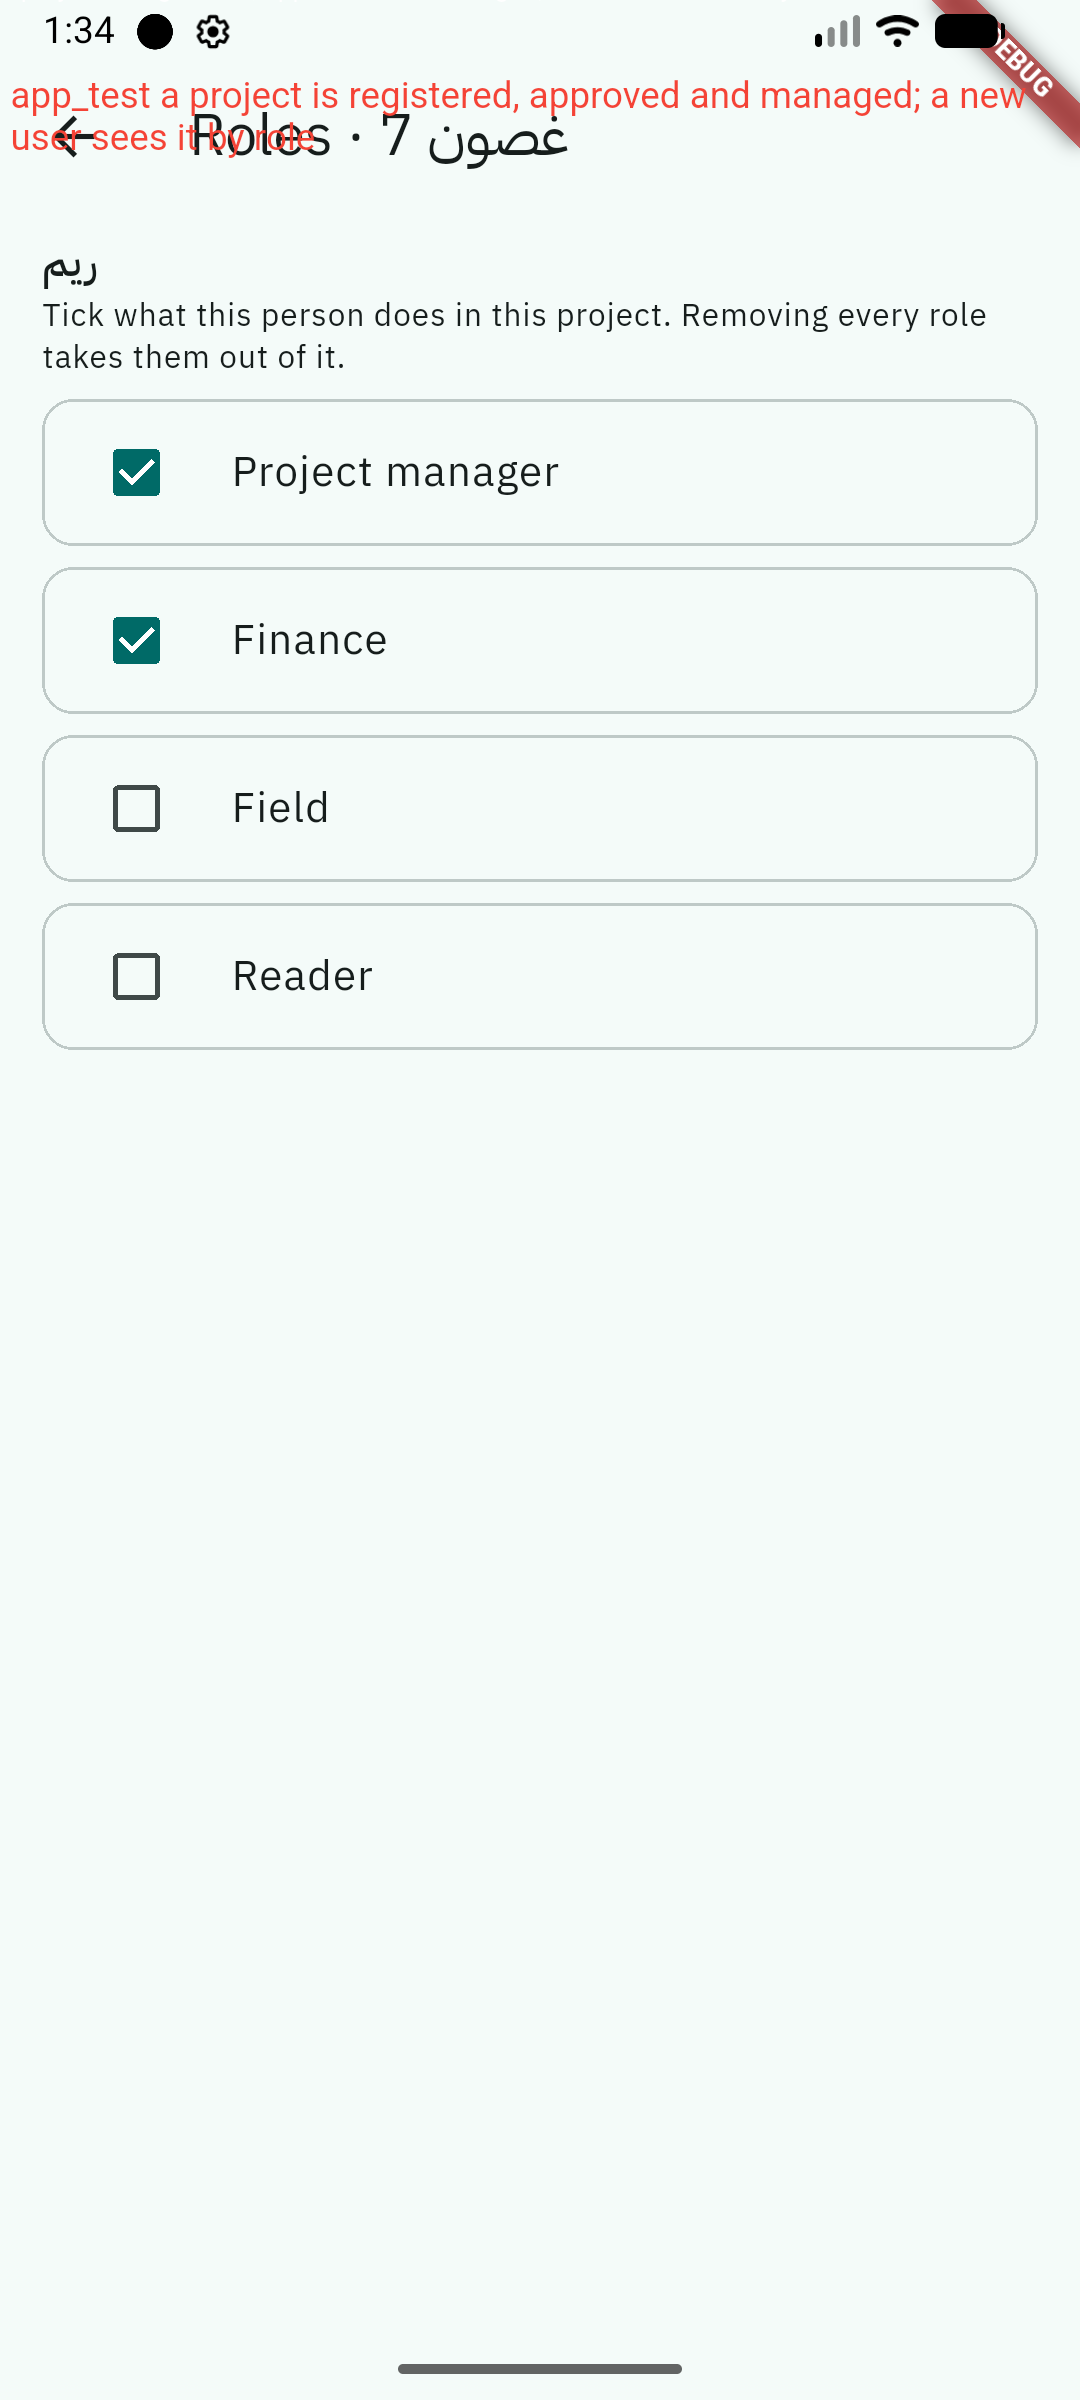 1:34
EBUG
app_test a project is registered, approved and managed; a new
user sees it by role
Roles · غصون 7
ريم
Tick what this person does in this project. Removing every role
takes them out of it.
Project manager
Finance
Field
Reader